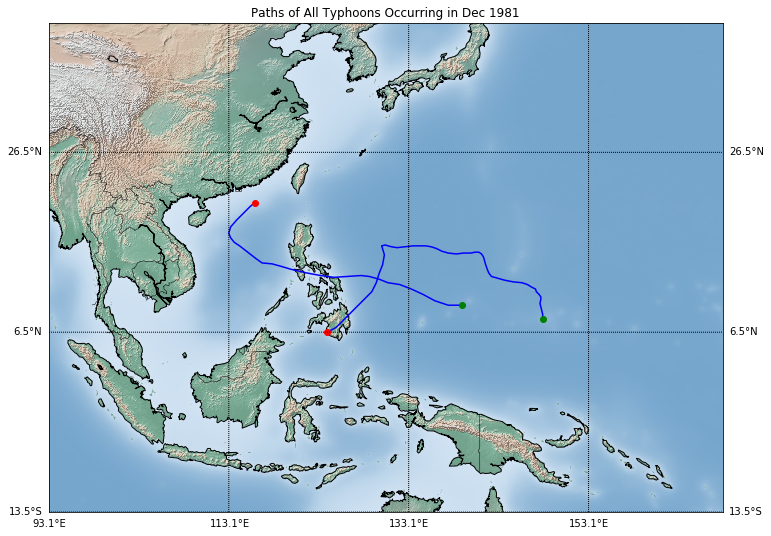 Paths of All Typhoons Occurring in Dec 1981
26.5°N 26.5°N
6.5°N 6.5°N
13.5°S 13.5°S
93.1°E 113.1°E 133.1°E 153.1°E